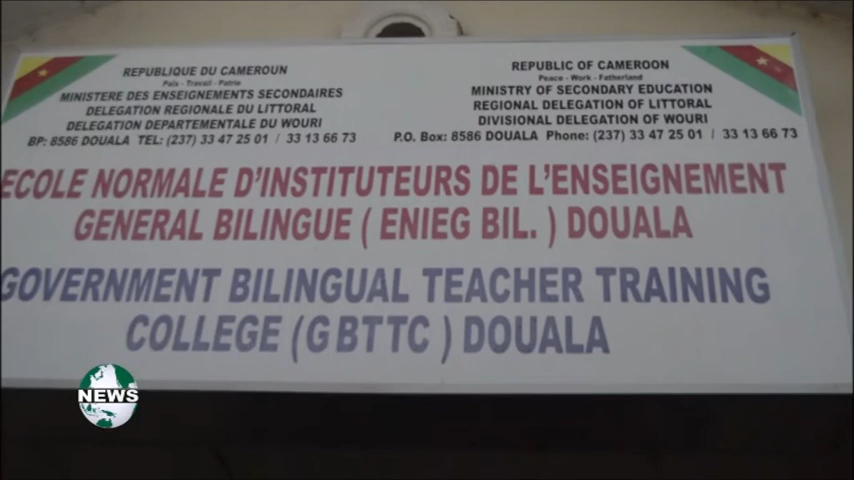 REPUBLIQUE DU CAMEROUN
Paix - Travail - Patrie
MINISTERE DES ENSEIGNEMENTS SECONDAIRES
DELEGATION REGIONALE DU LITTORAL
DELEGATION DEPARTEMENTALE DU WOURI
BP: 8586 DOUALA TEL: (237) 33 47 25 01 / 33 13 66 73
REPUBLIC OF CAMEROON
Peace - Work - Fatherland
MINISTRY OF SECONDARY EDUCATION
REGIONAL DELEGATION OF LITTORAL
DIVISIONAL DELEGATION OF WOURI
P.O. Box: 8586 DOUALA Phone: (237) 33 47 25 01 / 33 13 66 73
ECOLE NORMALE D'INSTITUTEURS DE L'ENSEIGNEMENT
GENERAL BILINGUE ( ENIEG BIL. ) DOUALA
GOVERNMENT BILINGUAL TEACHER TRAINING
COLLEGE (GBTTC ) DOUALA
NEWS